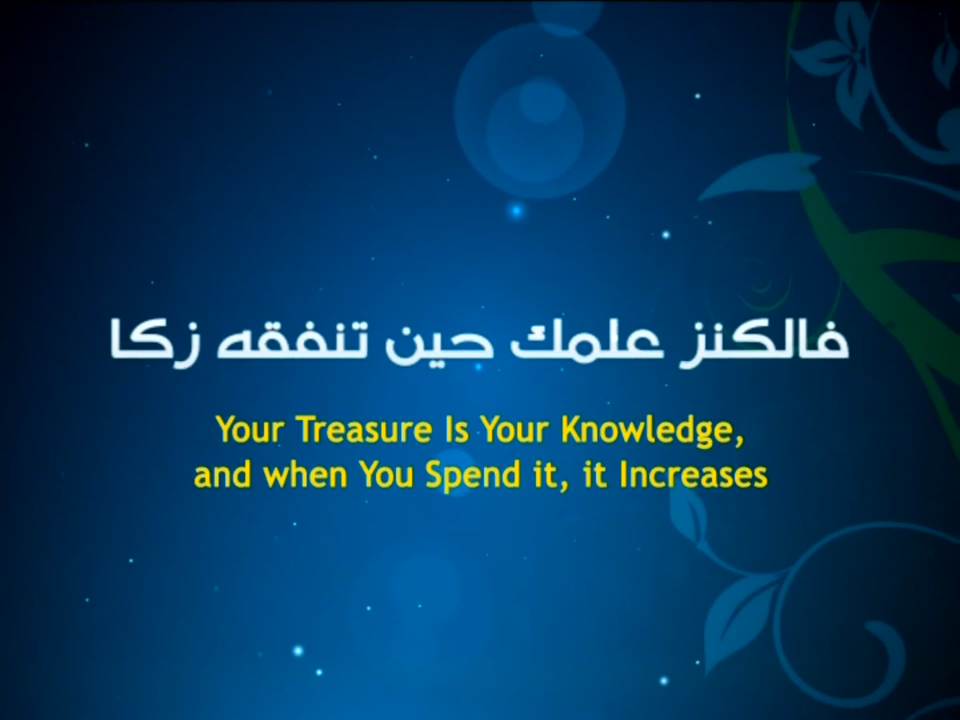 فالكنز علمك حين تنفقه زكا
Your Treasure Is Your Knowledge,
and when You Spend it, it Increases